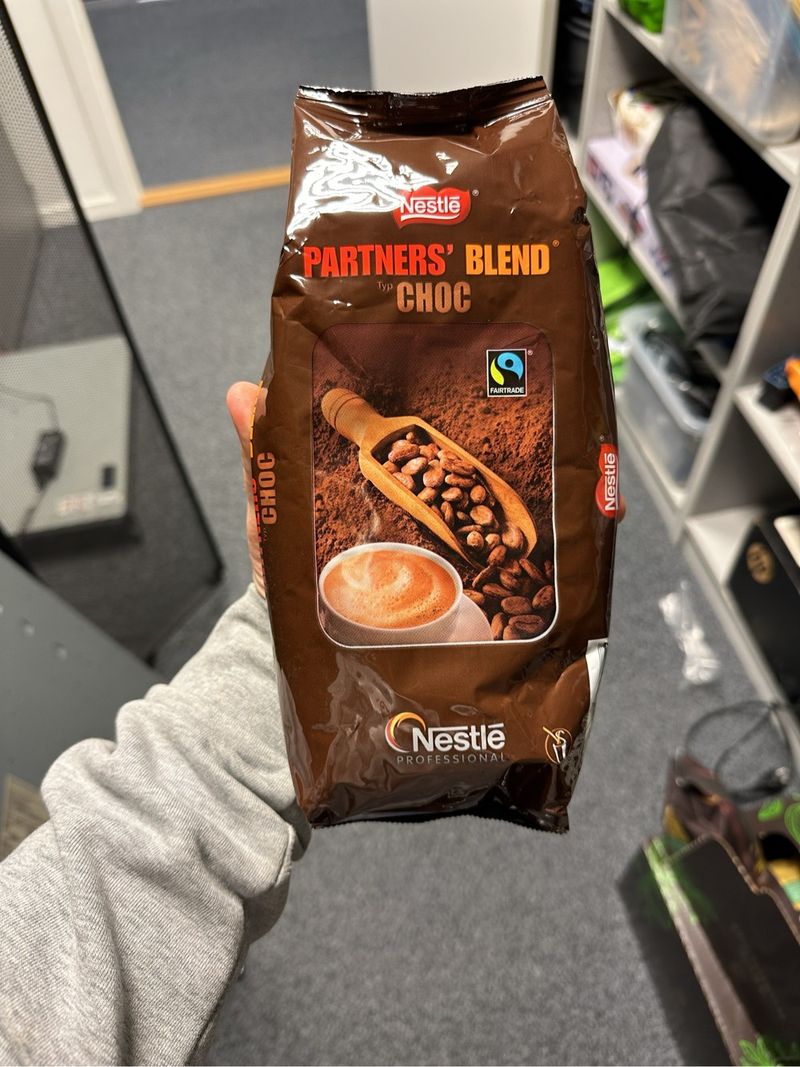 Nestlé®
PARTNERS' BLEND®
Typ CHOC
FAIRTRADE
®
CHOC
Nestlé
Nestlé
PROFESSIONAL